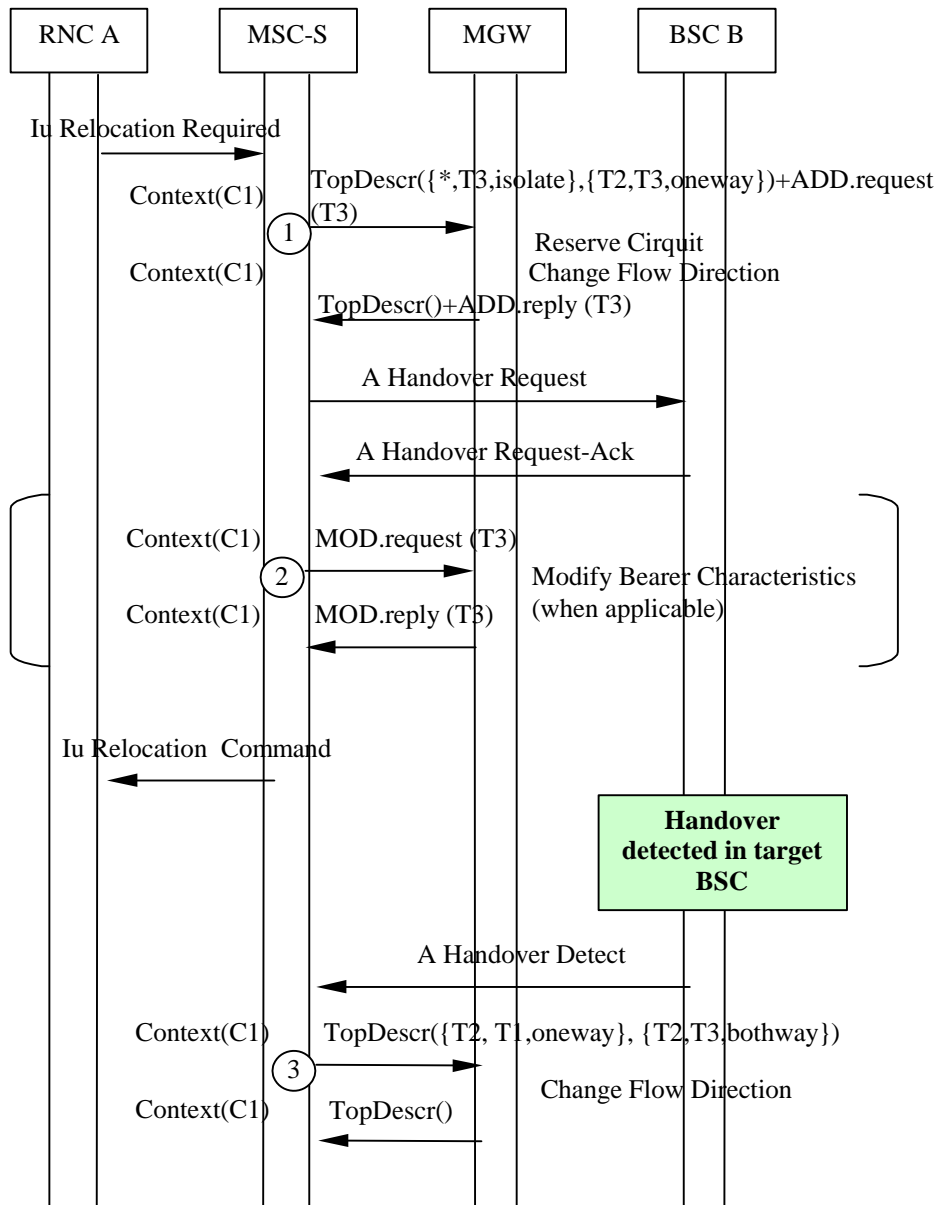 RNC A
MSC-S
MGW
BSC B
Iu Relocation Required
Context(C1)
TopDescr({*,T3,isolate},{T2,T3,oneway})+ADD.request
(T3)
1
Reserve Cirquit
Context(C1)
Change Flow Direction
TopDescr()+ADD.reply (T3)
A Handover Request
A Handover Request-Ack
Context(C1)
MOD.request (T3)
2
Modify Bearer Characteristics
(when applicable)
Context(C1)
MOD.reply (T3)
Iu Relocation Command
Handover
detected in target
BSC
A Handover Detect
Context(C1)
TopDescr({T2, T1,oneway}, {T2,T3,bothway})
3
Change Flow Direction
Context(C1)
TopDescr()